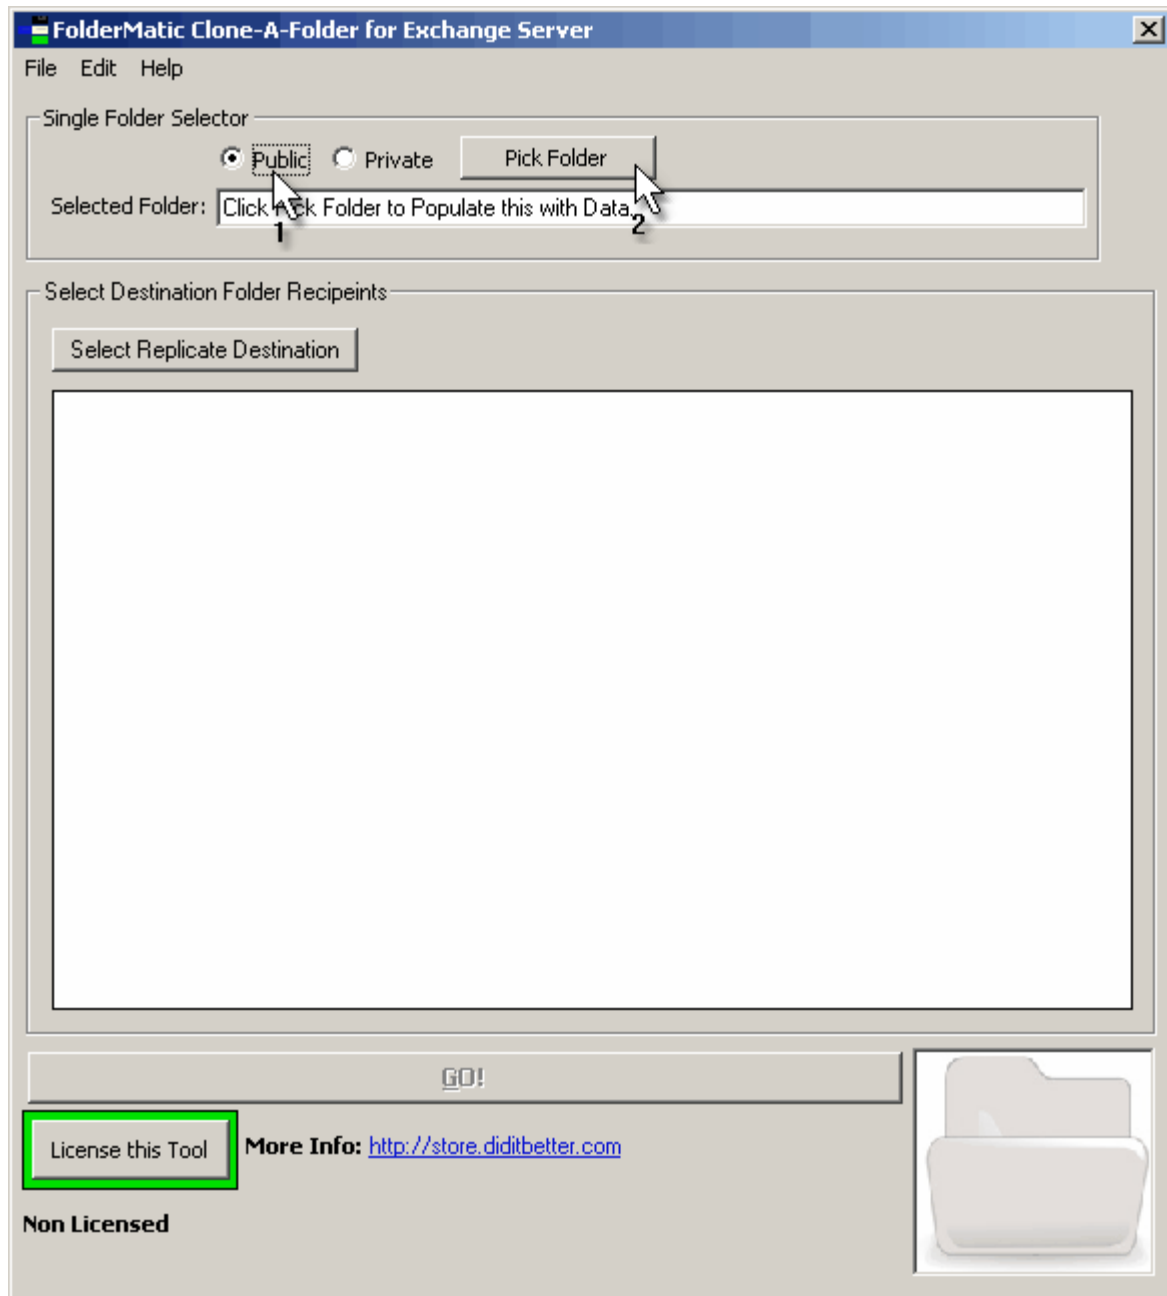 FolderMatic Clone-A-Folder for Exchange Server
File Edit Help
Single Folder Selector
Public Private Pick Folder
Selected Folder: Click Pick Folder to Populate this with Data.
1 2
Select Destination Folder Recipeints
Select Replicate Destination
GO!
License this Tool More Info: http://store.diditbetter.com
Non Licensed